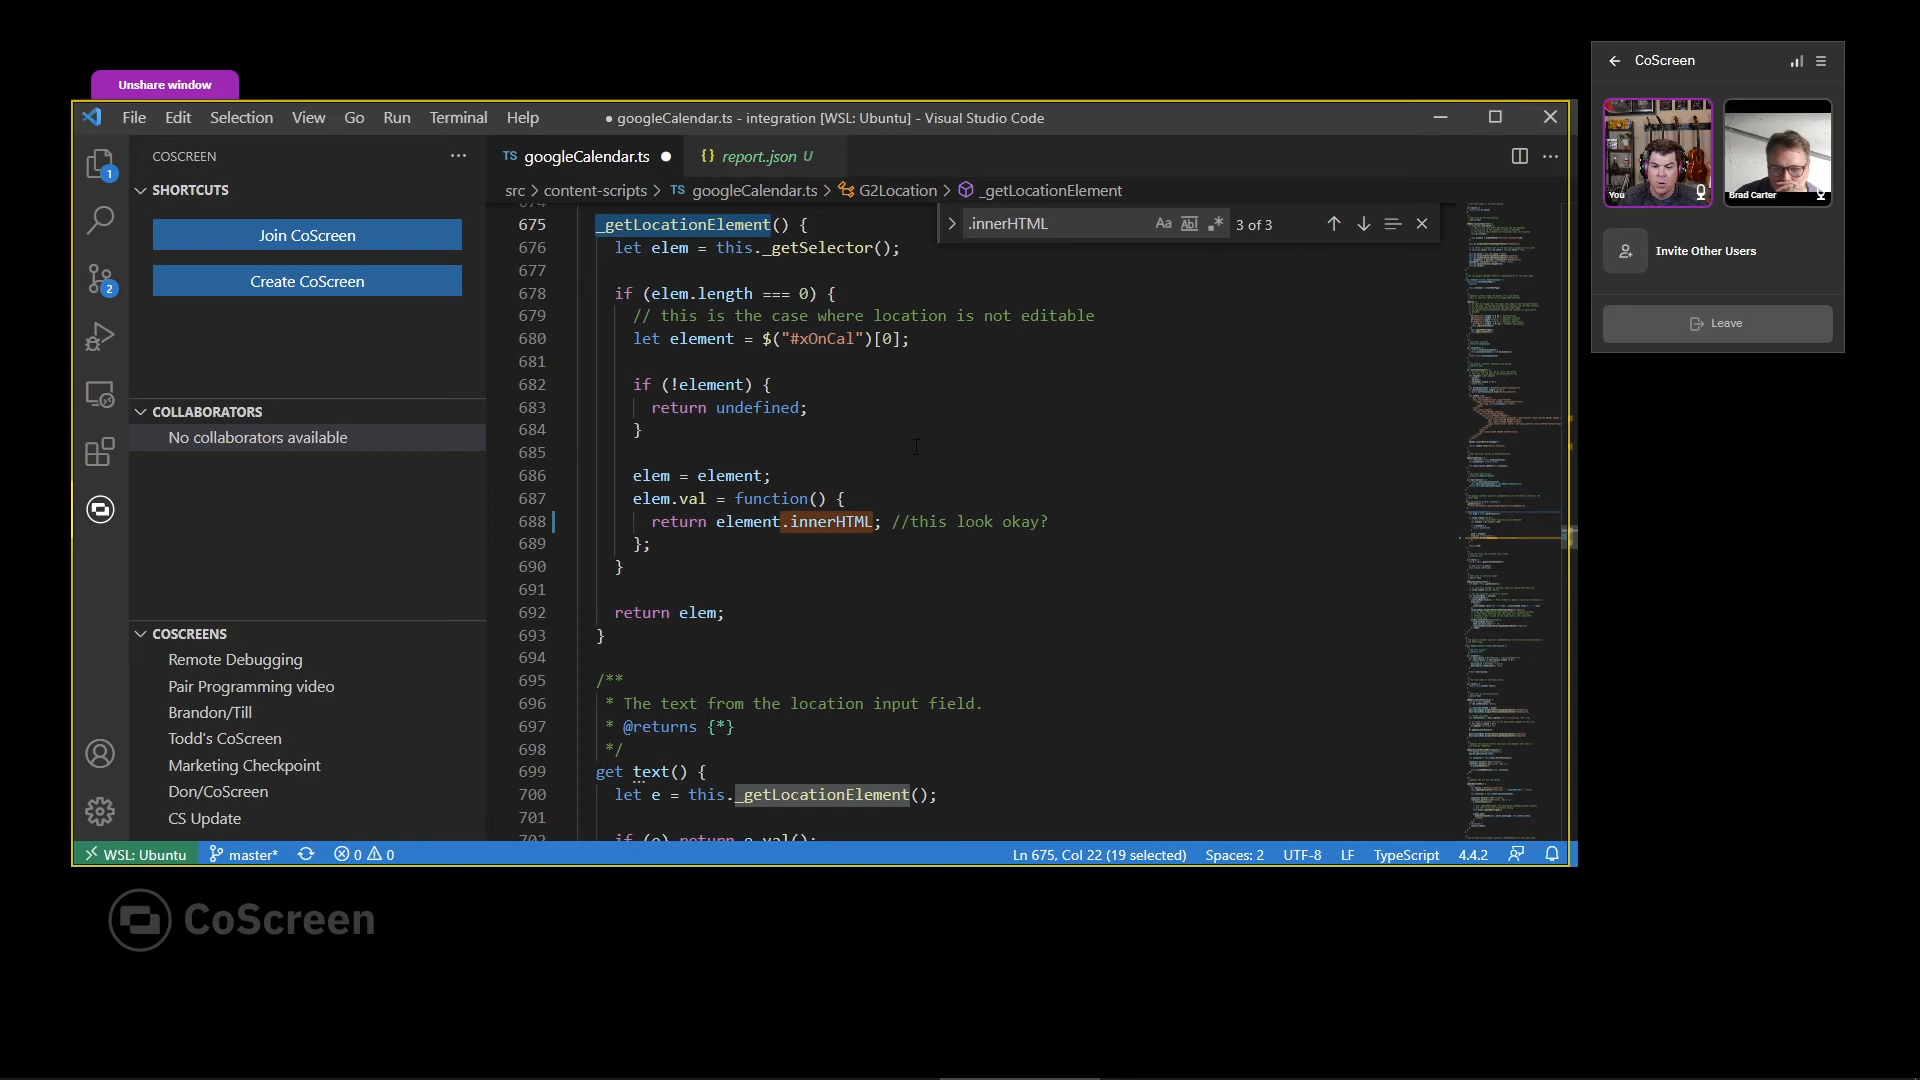 Unshare window
File Edit Selection View Go Run Terminal Help
● googleCalendar.ts - integration [WSL: Ubuntu] - Visual Studio Code
COSCREEN
SHORTCUTS
Join CoScreen
Create CoScreen
COLLABORATORS
No collaborators available
COSCREENS
Remote Debugging
Pair Programming video
Brandon/Till
Todd's CoScreen
Marketing Checkpoint
Don/CoScreen
CS Update
1
2
TS googleCalendar.ts ●
{} report..json U
src > content-scripts > TS googleCalendar.ts > G2Location > _getLocationElement
.innerHTML Aa Abl .* 3 of 3
675 _getLocationElement() {
676 let elem = this._getSelector();
677
678 if (elem.length === 0) {
679 // this is the case where location is not editable
680 let element = $("#xOnCal")[0];
681
682 if (!element) {
683 return undefined;
684 }
685
686 elem = element;
687 elem.val = function() {
688 return element.innerHTML; //this look okay?
689 };
690 }
691
692 return elem;
693 }
694
695 /**
696 * The text from the location input field.
697 * @returns {*}
698 */
699 get text() {
700 let e = this._getLocationElement();
701
702 if (e) return e.val();
WSL: Ubuntu master* 0 0
Ln 675, Col 22 (19 selected) Spaces: 2 UTF-8 LF TypeScript 4.4.2
CoScreen
You
Brad Carter
Invite Other Users
Leave
CoScreen